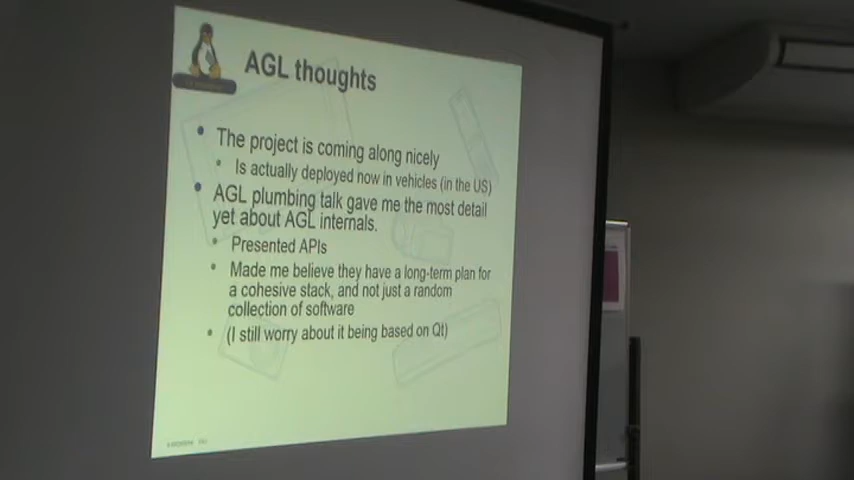 AGL thoughts
• The project is coming along nicely
• Is actually deployed now in vehicles (in the US)
• AGL plumbing talk gave me the most detail
yet about AGL internals.
• Presented APIs
• Made me believe they have a long-term plan for
a cohesive stack, and not just a random
collection of software
• (I still worry about it being based on Qt)